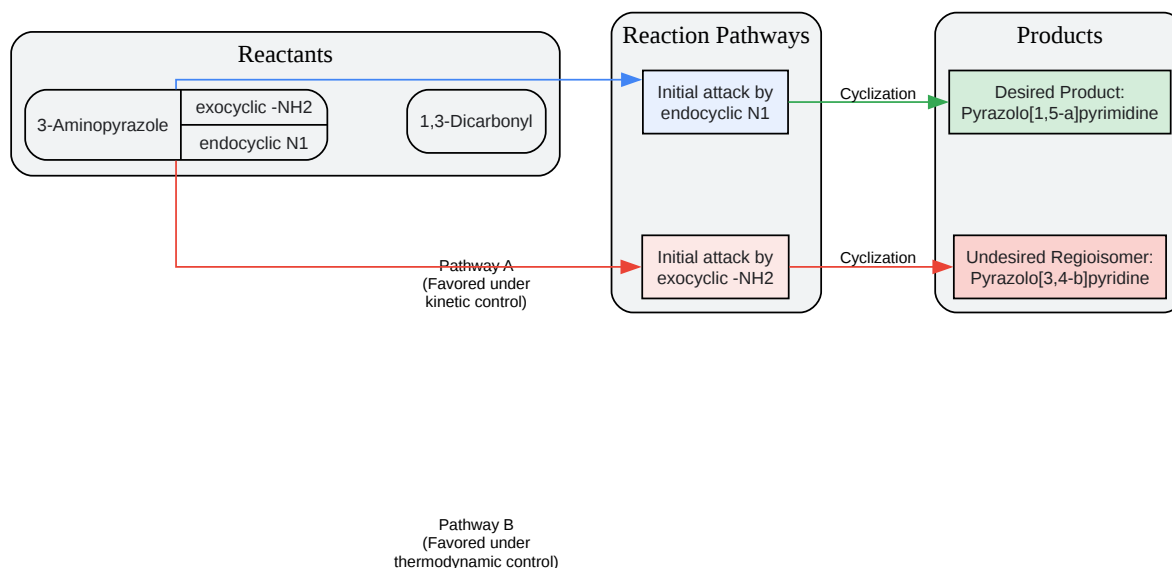 Reactants
3-Aminopyrazole
exocyclic -NH2
endocyclic N1
1,3-Dicarbonyl
Reaction Pathways
Initial attack by
endocyclic N1
Initial attack by
exocyclic -NH2
Products
Cyclization
Desired Product:
Pyrazolo[1,5-a]pyrimidine
Cyclization
Undesired Regioisomer:
Pyrazolo[3,4-b]pyridine
Pathway A
(Favored under
kinetic control)
Pathway B
(Favored under
thermodynamic control)